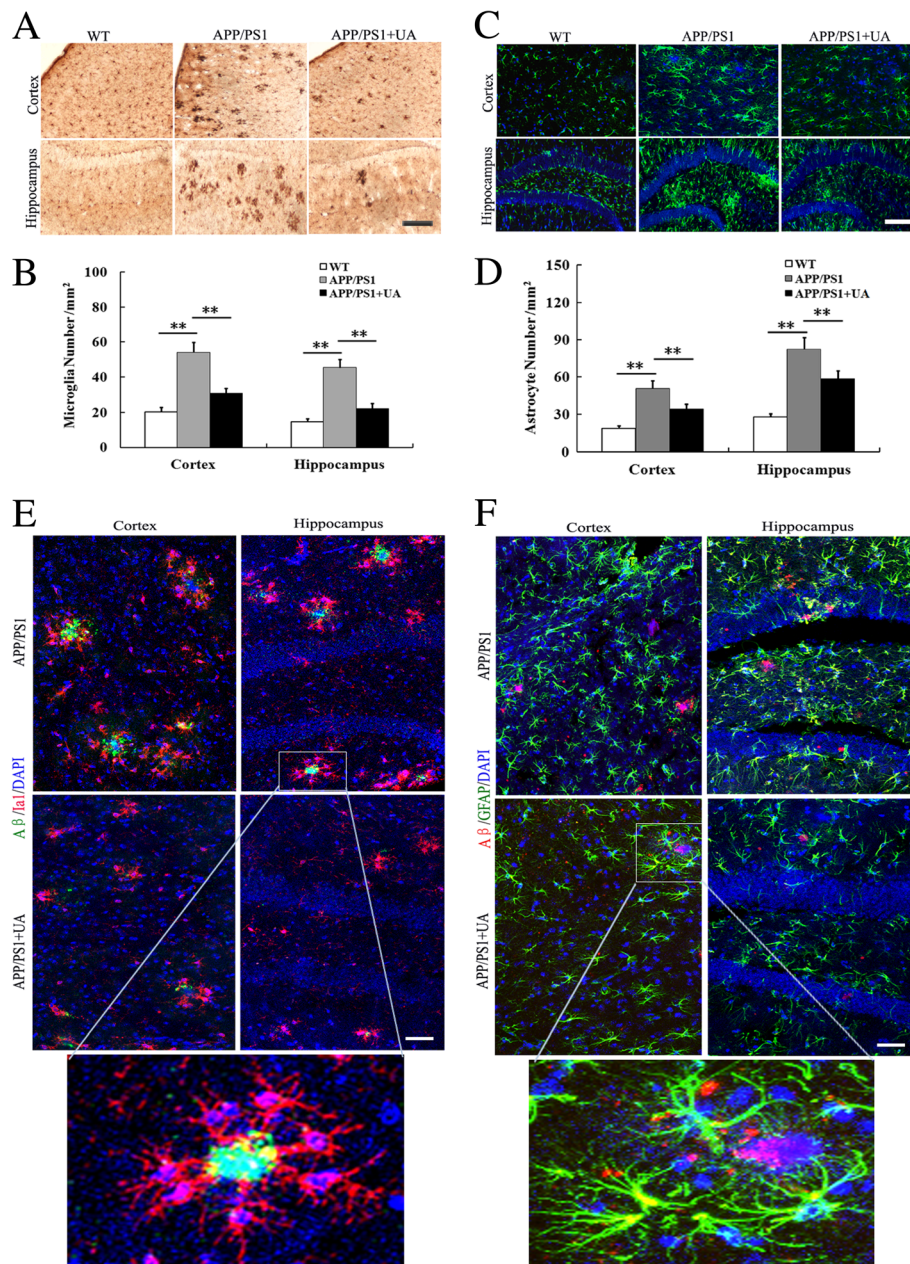 A
WT
APP/PS1
APP/PS1+UA
Cortex
Hippocampus
C
WT
APP/PS1
APP/PS1+UA
Cortex
Hippocampus
B
Microglia Number/mm²
100
80
60
40
20
0
WT
APP/PS1
APP/PS1+UA
**
**
**
**
Cortex
Hippocampus
D
Astrocyte Number/mm²
150
120
90
60
30
0
WT
APP/PS1
APP/PS1+UA
**
**
**
**
Cortex
Hippocampus
E
Cortex
Hippocampus
APP/PS1
Aβ/Ia1/DAPI
APP/PS1+UA
F
Cortex
Hippocampus
APP/PS1
Aβ/GFAP/DAPI
APP/PS1+UA